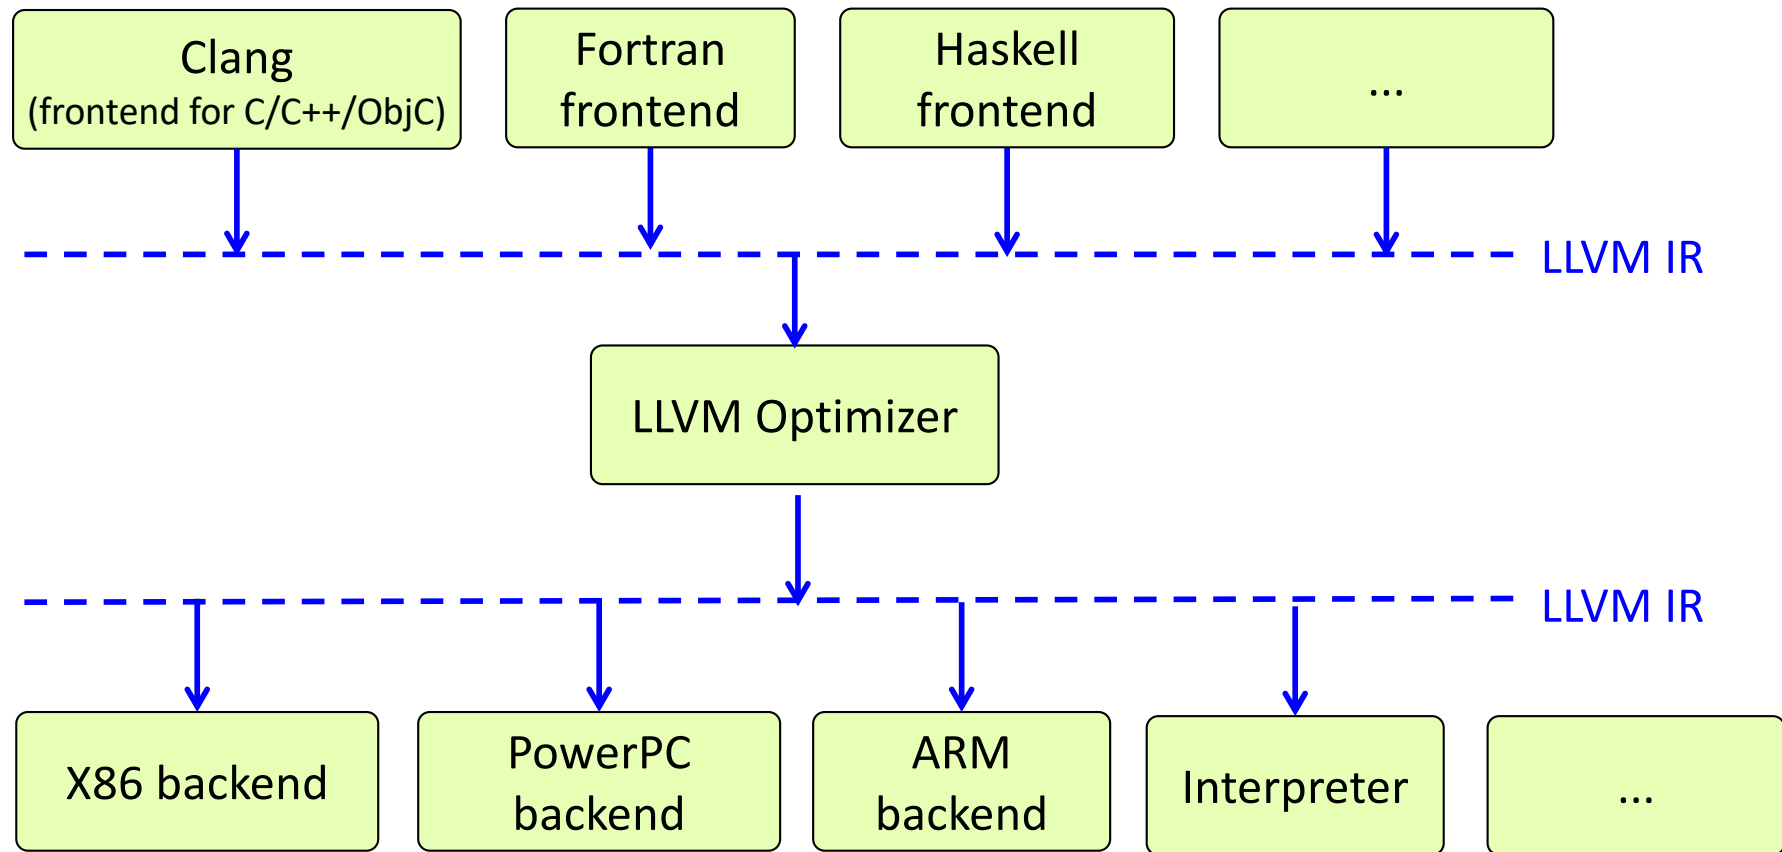 Clang
(frontend for C/C++/ObjC)
Fortran
frontend
Haskell
frontend
...
LLVM IR
LLVM Optimizer
LLVM IR
X86 backend
PowerPC
backend
ARM
backend
Interpreter
...